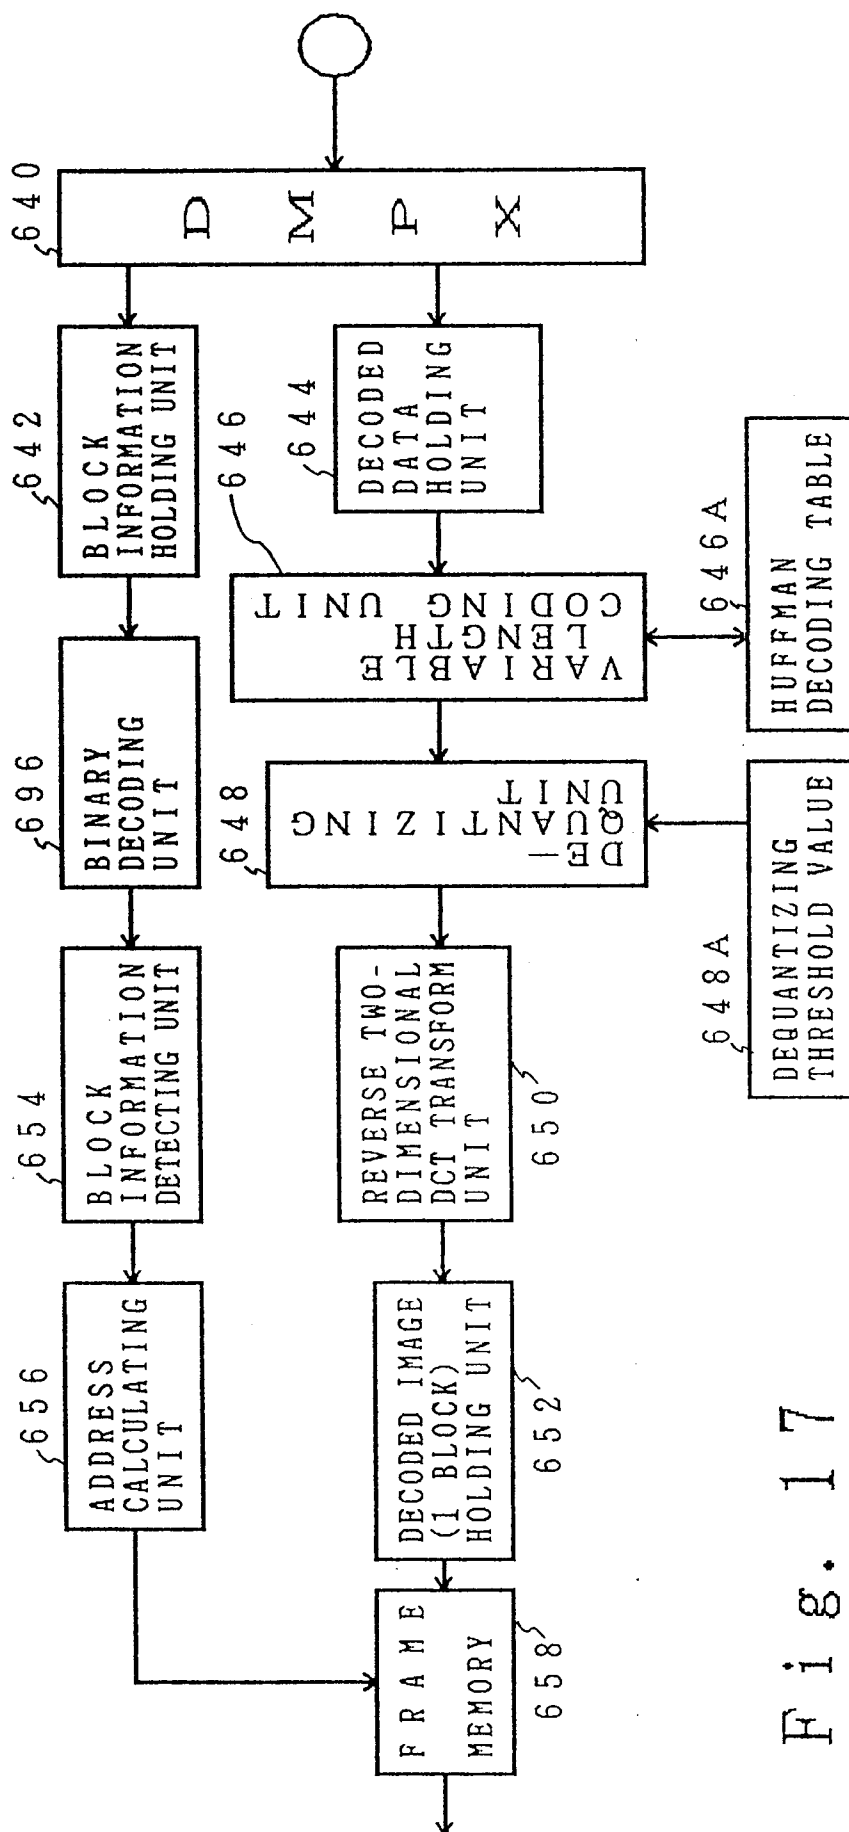 640
DMPX
642
BLOCK
INFORMATION
HOLDING UNIT
644
DECODED
DATA
HOLDING
UNIT
696
BINARY
DECODING
UNIT
646
VARIABLE
LENGTH
CODING UNIT
646A
HUFFMAN
DECODING TABLE
648
DE-
QUANTIZING
UNIT
648A
DEQUANTIZING
THRESHOLD VALUE
654
BLOCK
INFORMATION
DETECTING UNIT
REVERSE TWO-
DIMENSIONAL
DCT TRANSFORM
UNIT
650
656
ADDRESS
CALCULATING
UNIT
DECODED IMAGE
(1 BLOCK)
HOLDING UNIT
652
FRAME
MEMORY
658
Fig. 17